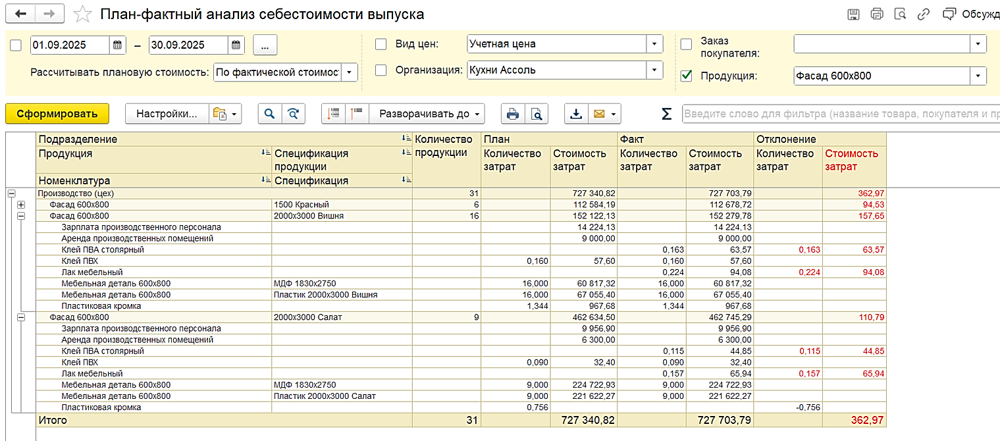 План-фактный анализ себестоимости выпуска
Обсужд
01.09.2025 – 30.09.2025 ...
Вид цен: Учетная цена
Заказ покупателя:
Рассчитывать плановую стоимость: По фактической стоимос
Организация: Кухни Ассоль
Продукция: Фасад 600x800
Сформировать Настройки... Разворачивать до Σ Введите слово для фильтра (название товара, покупателя и пр
Подразделение Количество продукции План Факт Отклонение
Продукция Спецификация продукции Количество затрат Стоимость затрат Количество затрат Стоимость затрат Количество затрат Стоимость затрат
Номенклатура Спецификация
Производство (цех) 31 727 340,82 727 703,79 362,97
Фасад 600x800 1500 Красный 6 112 584,19 112 678,72 94,53
Фасад 600x800 2000x3000 Вишня 16 152 122,13 152 279,78 157,65
Зарплата производственного персонала 14 224,13 14 224,13
Аренда производственных помещений 9 000,00 9 000,00
Клей ПВА столярный 0,163 63,57 0,163 63,57
Клей ПВХ 0,160 57,60 0,160 57,60
Лак мебельный 0,224 94,08 0,224 94,08
Мебельная деталь 600x800 МДФ 1830x2750 16,000 60 817,32 16,000 60 817,32
Мебельная деталь 600x800 Пластик 2000x3000 Вишня 16,000 67 055,40 16,000 67 055,40
Пластиковая кромка 1,344 967,68 1,344 967,68
Фасад 600x800 2000x3000 Салат 9 462 634,50 462 745,29 110,79
Зарплата производственного персонала 9 956,90 9 956,90
Аренда производственных помещений 6 300,00 6 300,00
Клей ПВА столярный 0,115 44,85 0,115 44,85
Клей ПВХ 0,090 32,40 0,090 32,40
Лак мебельный 0,157 65,94 0,157 65,94
Мебельная деталь 600x800 МДФ 1830x2750 9,000 224 722,93 9,000 224 722,93
Мебельная деталь 600x800 Пластик 2000x3000 Салат 9,000 221 622,27 9,000 221 622,27
Пластиковая кромка 0,756 -0,756
Итого 31 727 340,82 727 703,79 362,97